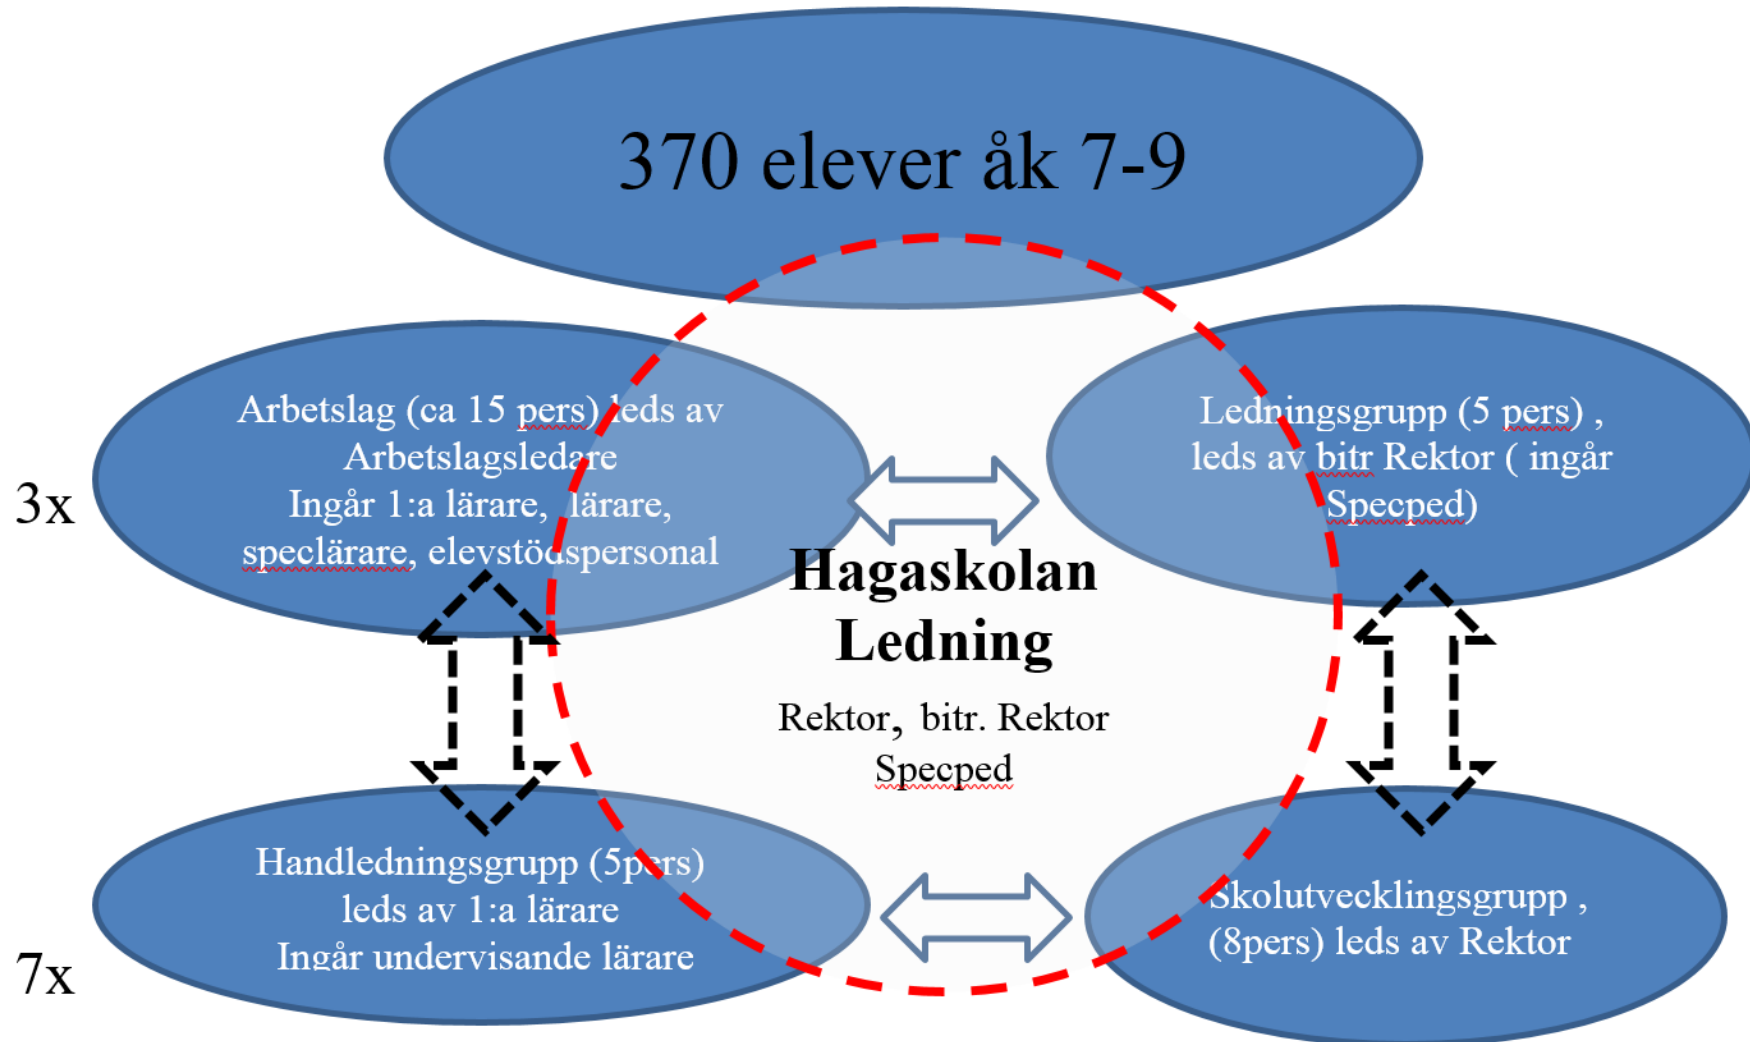 370 elever åk 7-9
3x
Arbetslag (ca 15 pers) leds av
Arbetslagsledare
Ingår 1:a lärare, lärare,
speclärare, elevstödspersonal
Ledningsgrupp (5 pers) ,
leds av bitr Rektor ( ingår
Specped)
Hagaskolan
Ledning
Rektor, bitr. Rektor
Specped
7x
Handledningsgrupp (5pers)
leds av 1:a lärare
Ingår undervisande lärare
Skolutvecklingsgrupp ,
(8pers) leds av Rektor